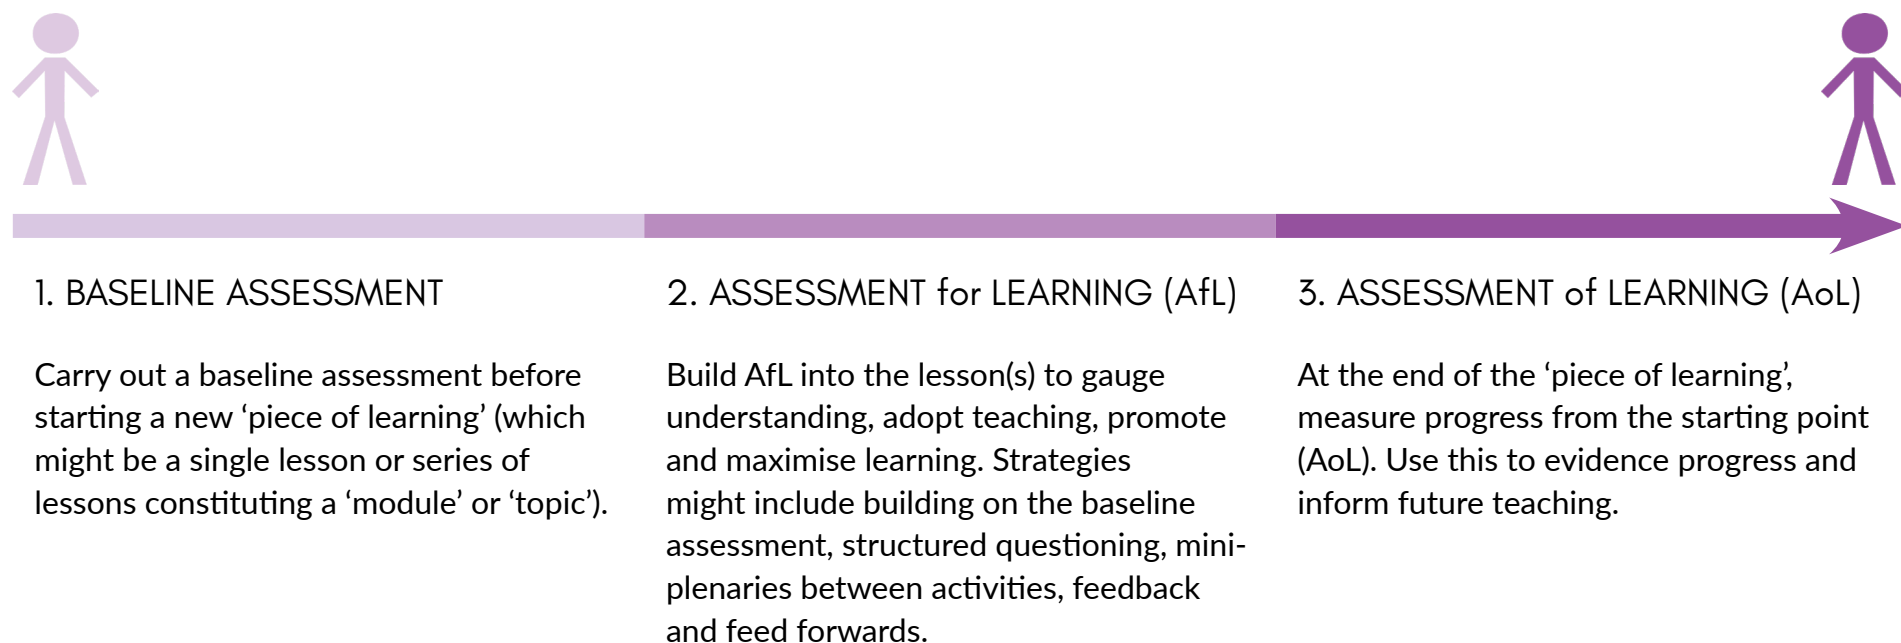 1. BASELINE ASSESSMENT
Carry out a baseline assessment before
starting a new ‘piece of learning’ (which
might be a single lesson or series of
lessons constituting a ‘module’ or ‘topic’).
2. ASSESSMENT for LEARNING (AfL)
Build AfL into the lesson(s) to gauge
understanding, adopt teaching, promote
and maximise learning. Strategies
might include building on the baseline
assessment, structured questioning, mini-
plenaries between activities, feedback
and feed forwards.
3. ASSESSMENT of LEARNING (AoL)
At the end of the ‘piece of learning’,
measure progress from the starting point
(AoL). Use this to evidence progress and
inform future teaching.